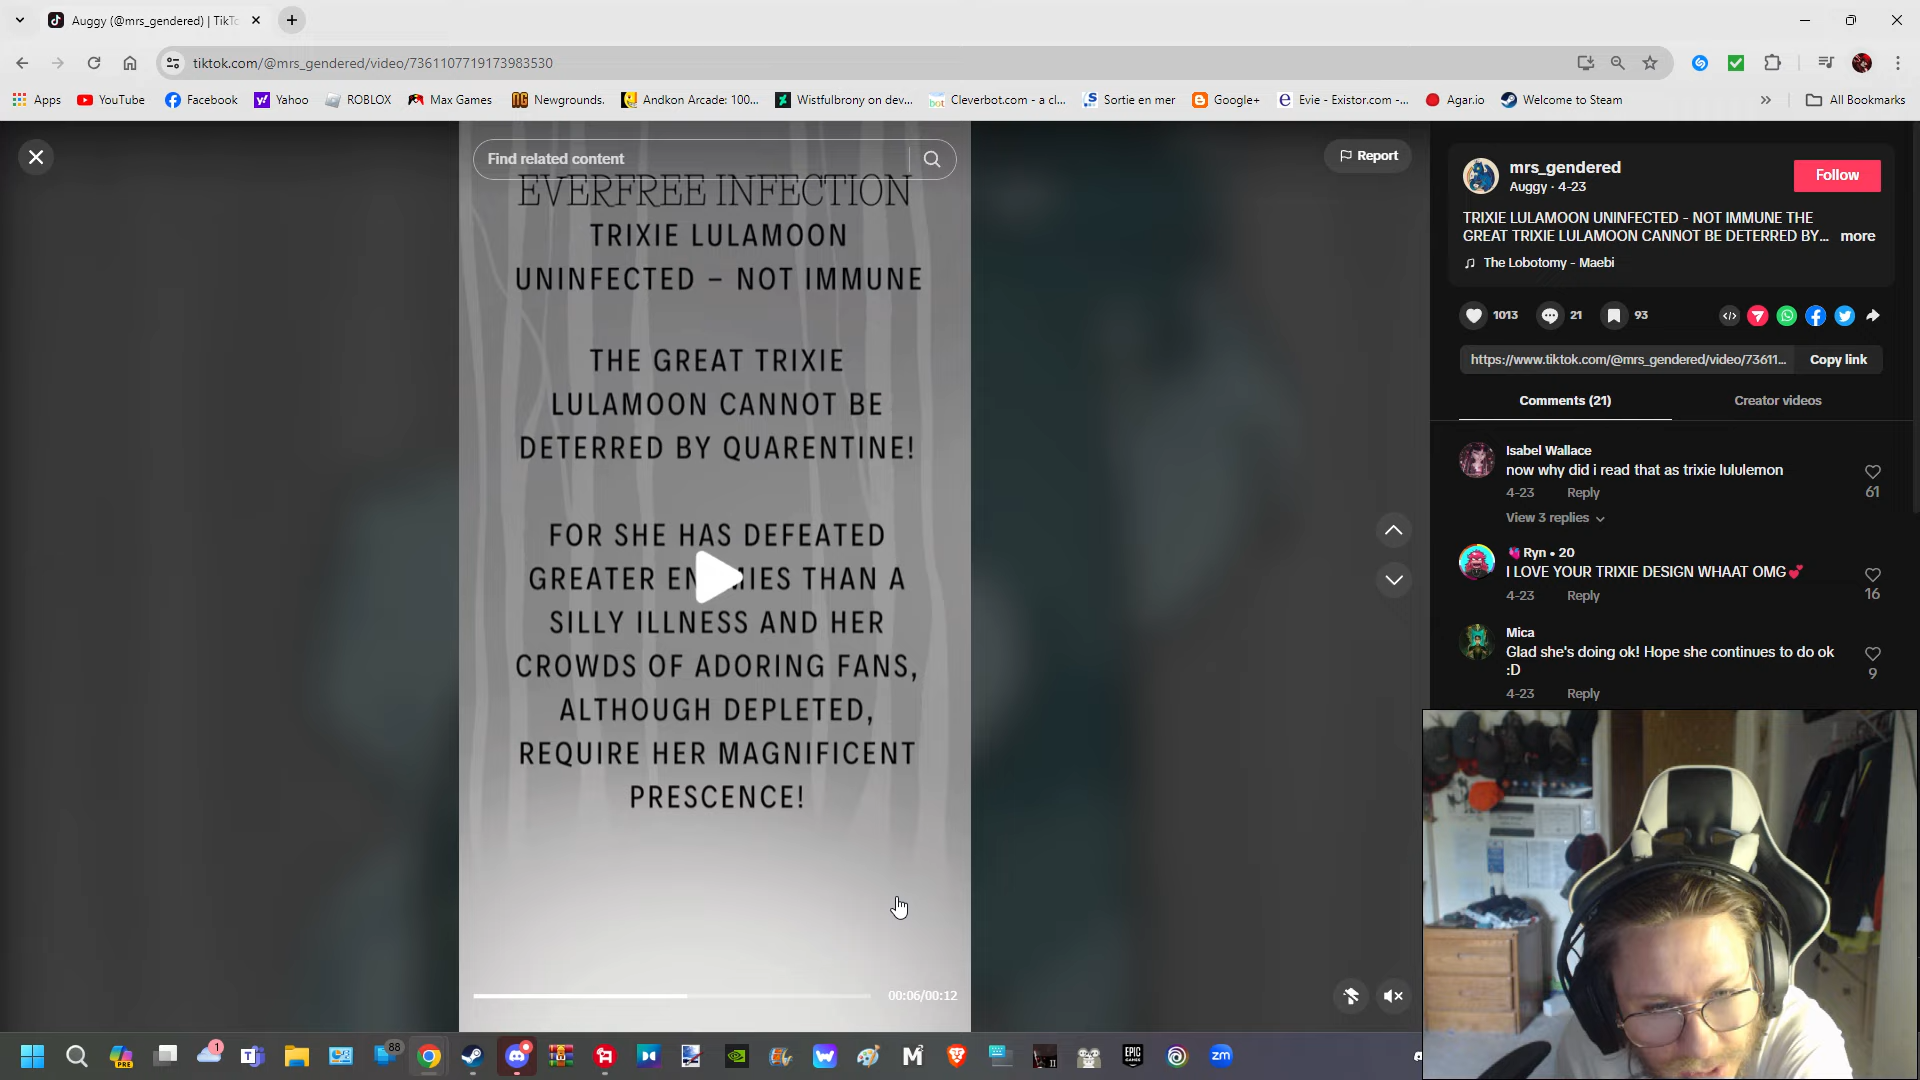 Auggy (@mrs_gendered) | TikTo
tiktok.com/@mrs_gendered/video/7361107719173983530
Apps
YouTube
Facebook
Yahoo
ROBLOX
Max Games
Newgrounds.
Andkon Arcade: 100...
Wistfulbrony on dev...
Cleverbot.com - a cl...
Sortie en mer
Google+
Evie - Existor.com -...
Agar.io
Welcome to Steam
All Bookmarks
Find related content
Report
EVERFREE INFECTION
TRIXIE LULAMOON
UNINFECTED – NOT IMMUNE
THE GREAT TRIXIE
LULAMOON CANNOT BE
DETERRED BY QUARENTINE!
FOR SHE HAS DEFEATED
GREATER ENEMIES THAN A
SILLY ILLNESS AND HER
CROWDS OF ADORING FANS,
ALTHOUGH DEPLETED,
REQUIRE HER MAGNIFICENT
PRESCENCE!
00:06/00:12
mrs_gendered
Auggy · 4-23
Follow
TRIXIE LULAMOON UNINFECTED - NOT IMMUNE THE
GREAT TRIXIE LULAMOON CANNOT BE DETERRED BY... more
The Lobotomy - Maebi
1013
21
93
https://www.tiktok.com/@mrs_gendered/video/73611...
Copy link
Comments (21)
Creator videos
Isabel Wallace
now why did i read that as trixie lululemon
4-23 Reply
61
View 3 replies
Ryn • 20
I LOVE YOUR TRIXIE DESIGN WHAAT OMG💕
4-23 Reply
16
Mica
Glad she's doing ok! Hope she continues to do ok
:D
4-23 Reply
9
PRE
1
88
EPIC
GAMES
zm